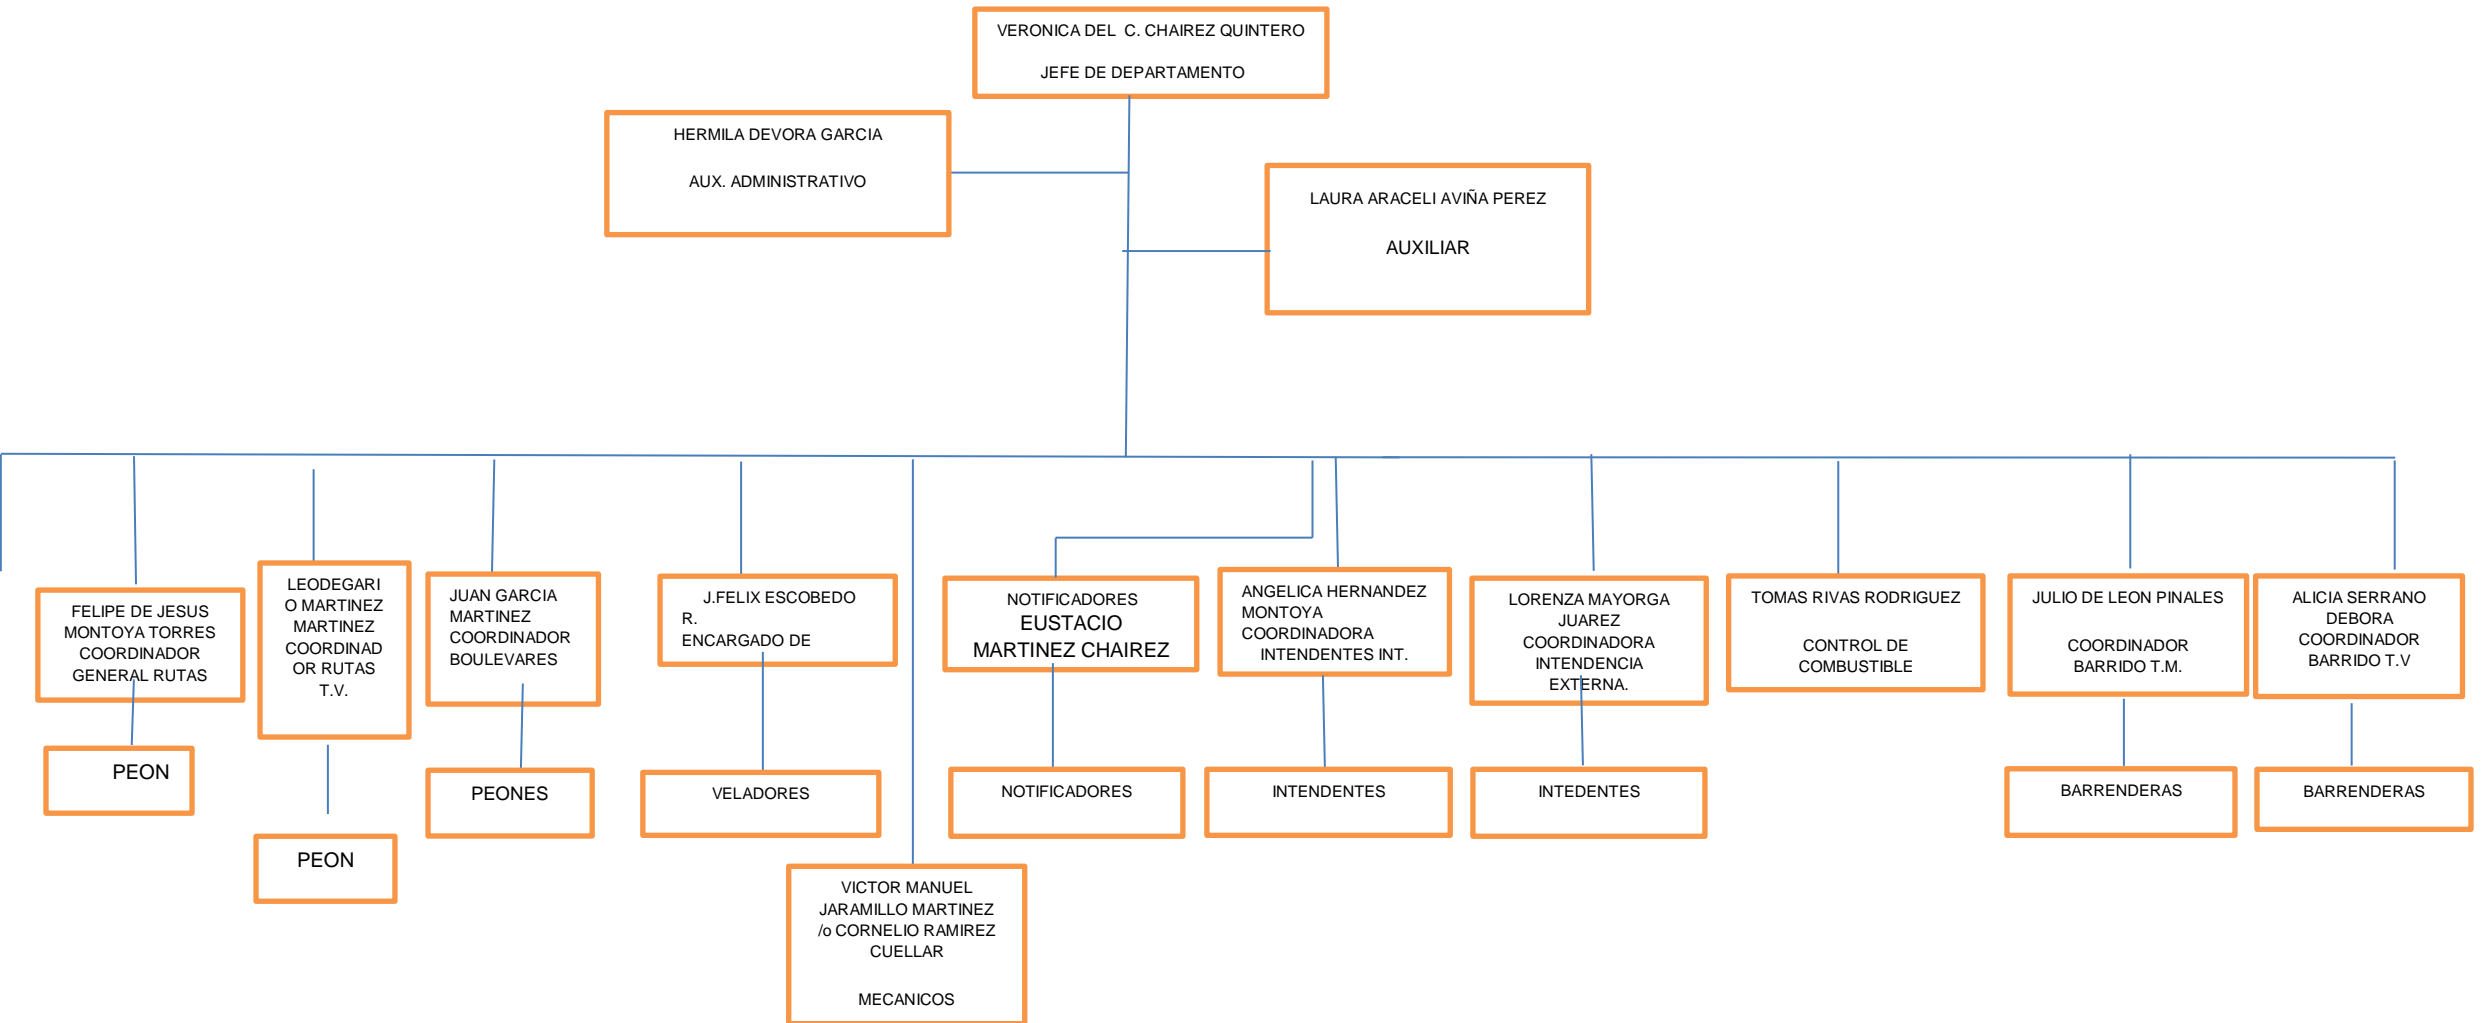 VERONICA DEL C. CHAIREZ QUINTERO
JEFE DE DEPARTAMENTO
HERMILA DEVORA GARCIA
AUX. ADMINISTRATIVO
LAURA ARACELI AVIÑA PEREZ
AUXILIAR
FELIPE DE JESUS
MONTOYA TORRES
COORDINADOR
GENERAL RUTAS
LEODEGARI
O MARTINEZ
MARTINEZ
COORDINAD
OR RUTAS
T.V.
JUAN GARCIA
MARTINEZ
COORDINADOR
BOULEVARES
J.FELIX ESCOBEDO
R.
ENCARGADO DE
NOTIFICADORES
EUSTACIO
MARTINEZ CHAIREZ
ANGELICA HERNANDEZ
MONTOYA
COORDINADORA
INTENDENTES INT.
LORENZA MAYORGA
JUAREZ
COORDINADORA
INTENDENCIA
EXTERNA.
TOMAS RIVAS RODRIGUEZ
CONTROL DE
COMBUSTIBLE
JULIO DE LEON PINALES
COORDINADOR
BARRIDO T.M.
ALICIA SERRANO
DEBORA
COORDINADOR
BARRIDO T.V
PEON
PEON
PEONES
VELADORES
NOTIFICADORES
INTENDENTES
INTEDENTES
BARRENDERAS
BARRENDERAS
VICTOR MANUEL
JARAMILLO MARTINEZ
/o CORNELIO RAMIREZ
CUELLAR
MECANICOS